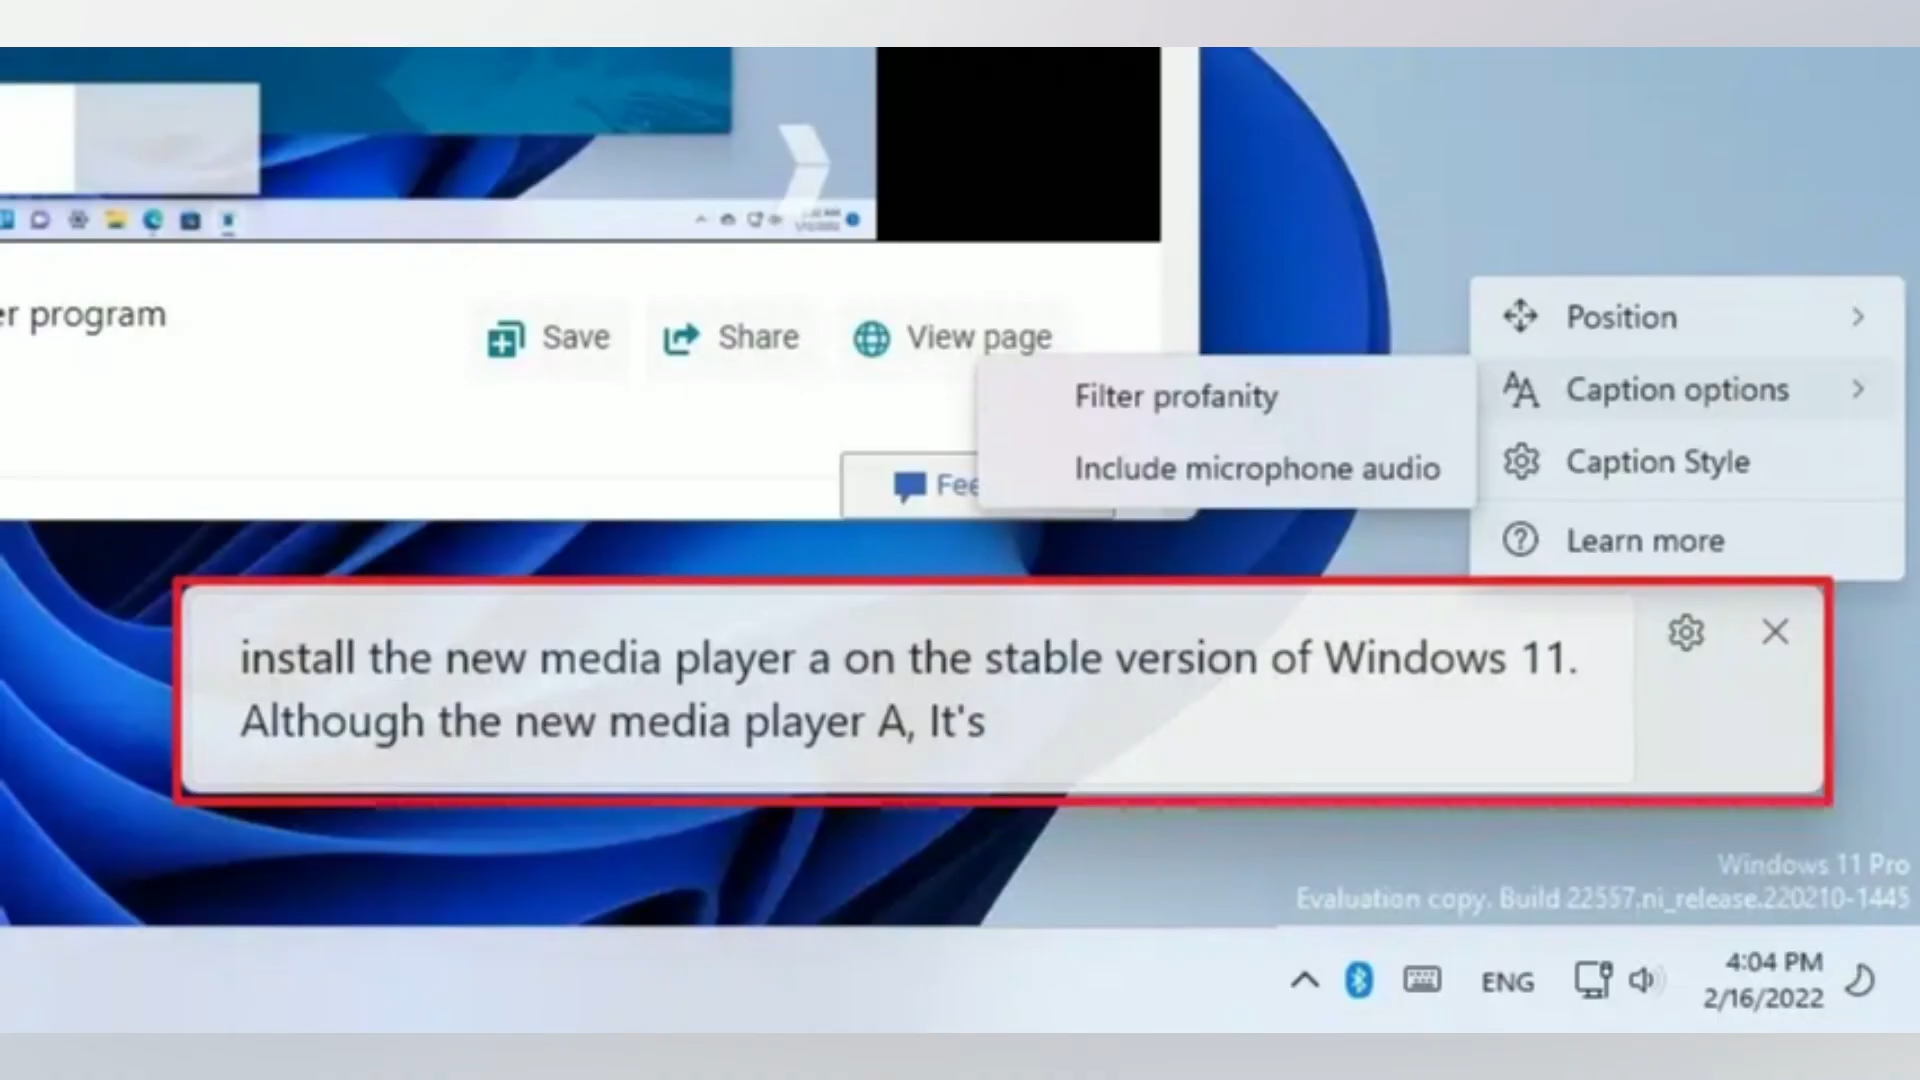 er program
Save
Share
View page
Position
Filter profanity
Caption options
Include microphone audio
Caption Style
Fee
Learn more
install the new media player a on the stable version of Windows 11.
Although the new media player A, It's
Windows 11 Pro
Evaluation copy. Build 22557.ni_release.220210-1445
ENG
4:04 PM
2/16/2022